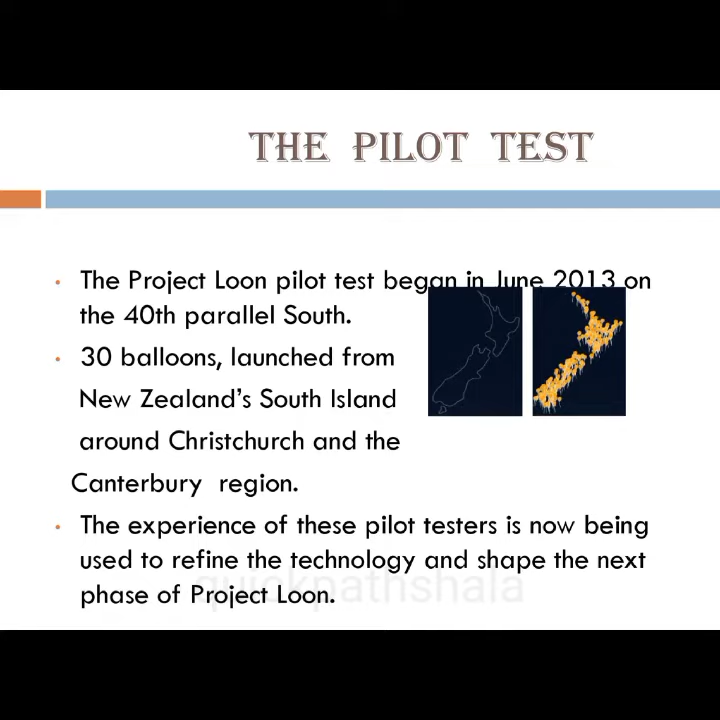 THE PILOT TEST
• The Project Loon pilot test began in June 2013 on
the 40th parallel South.
• 30 balloons, launched from
New Zealand's South Island
around Christchurch and the
Canterbury region.
• The experience of these pilot testers is now being
used to refine the technology and shape the next
phase of Project Loon.
quickpathshala